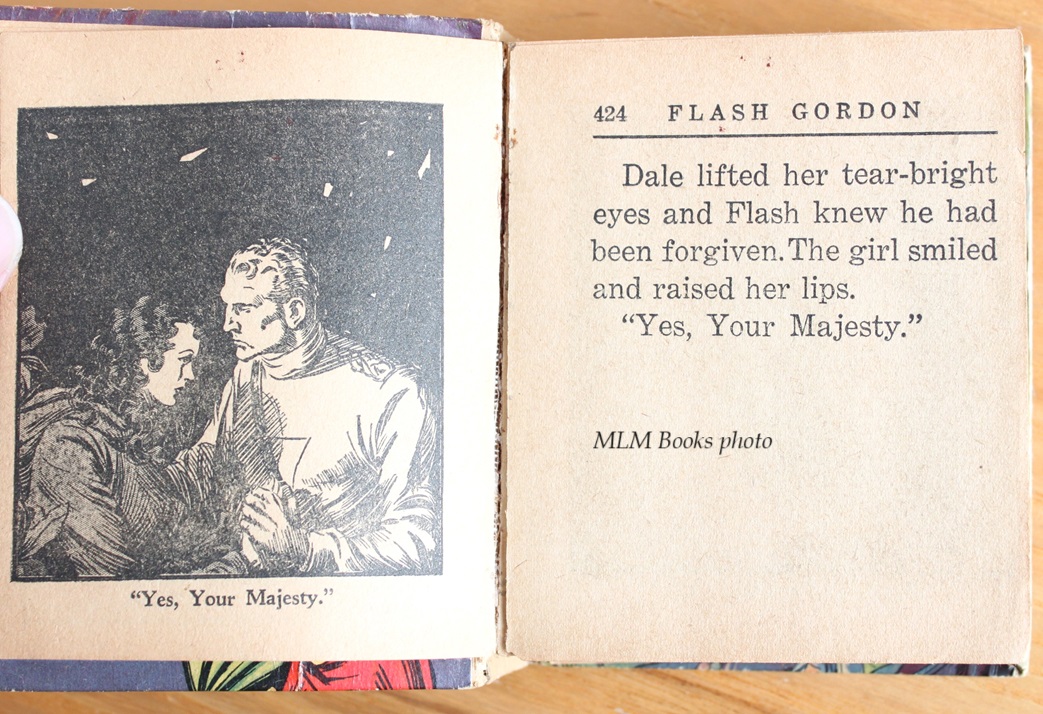 "Yes, Your Majesty."
424 FLASH GORDON
Dale lifted her tear-bright
eyes and Flash knew he had
been forgiven. The girl smiled
and raised her lips.
"Yes, Your Majesty."
MLM Books photo